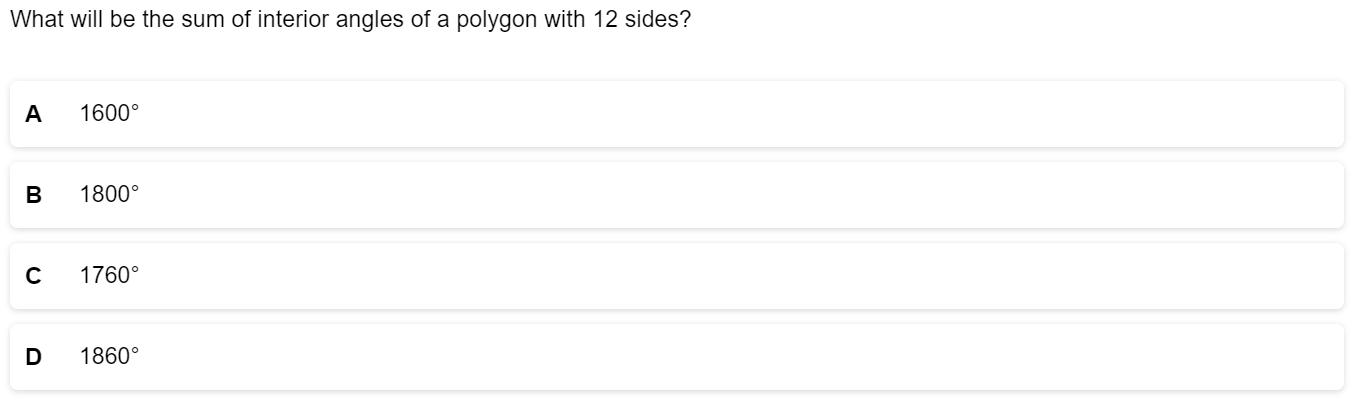 What will be the sum of interior angles of a polygon with 12 sides?
A 1600°
B 1800°
C 1760°
D 1860°